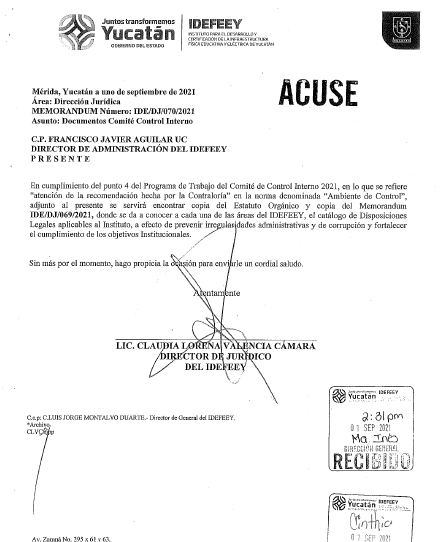 Juntos transformemos
Yucatán
GOBIERNO DEL ESTADO
IDEFEEY
INSTITUTO PARA EL DESARROLLO Y
CERTIFICACIÓN DE LA INFRAESTRUCTURA
FÍSICA EDUCATIVA Y ELÉCTRICA DE YUCATÁN
ACUSE
Mérida, Yucatán a uno de septiembre de 2021
Área: Dirección Jurídica
MEMORANDUM Número: IDE/DJ/070/2021
Asunto: Documentos Comité Control Interno
C.P. FRANCISCO JAVIER AGUILAR UC
DIRECTOR DE ADMINISTRACIÓN DEL IDEFEEY
P R E S E N T E
En cumplimiento del punto 4 del Programa de Trabajo del Comité de Control Interno 2021, en lo que se refiere
"atención de la recomendación hecha por la Contraloría" en la norma denominada "Ambiente de Control",
adjunto al presente se servirá encontrar copia del Estatuto Orgánico y copia del Memorandum
IDE/DJ/069/2021, donde se da a conocer a cada una de las áreas del IDEFEEY, el catálogo de Disposiciones
Legales aplicables al Instituto, a efecto de prevenir irregularidades administrativas y de corrupción y fortalecer
el cumplimiento de los objetivos Institucionales.
Sin más por el momento, hago propicia la ocasión para enviarle un cordial saludo.
Atentamente
LIC. CLAUDIA LORENA VALENCIA CÁMARA
DIRECTOR DE JURÍDICO
DEL IDEFEEY
C.c.p: C.LUIS JORGE MONTALVO DUARTE.- Director de General del IDEFEEY.
*Archivo.
Juntos transformemos
Yucatán
IDEFEEY
2:21 pm
01 SEP 2021
Ma. Inés
DIRECCIÓN GENERAL
RECIBIDO
Juntos transformemos
Yucatán
IDEFEEY
Cinthia
01 SEP 2021
Av. Zamná No. 295 x 61 y 63.